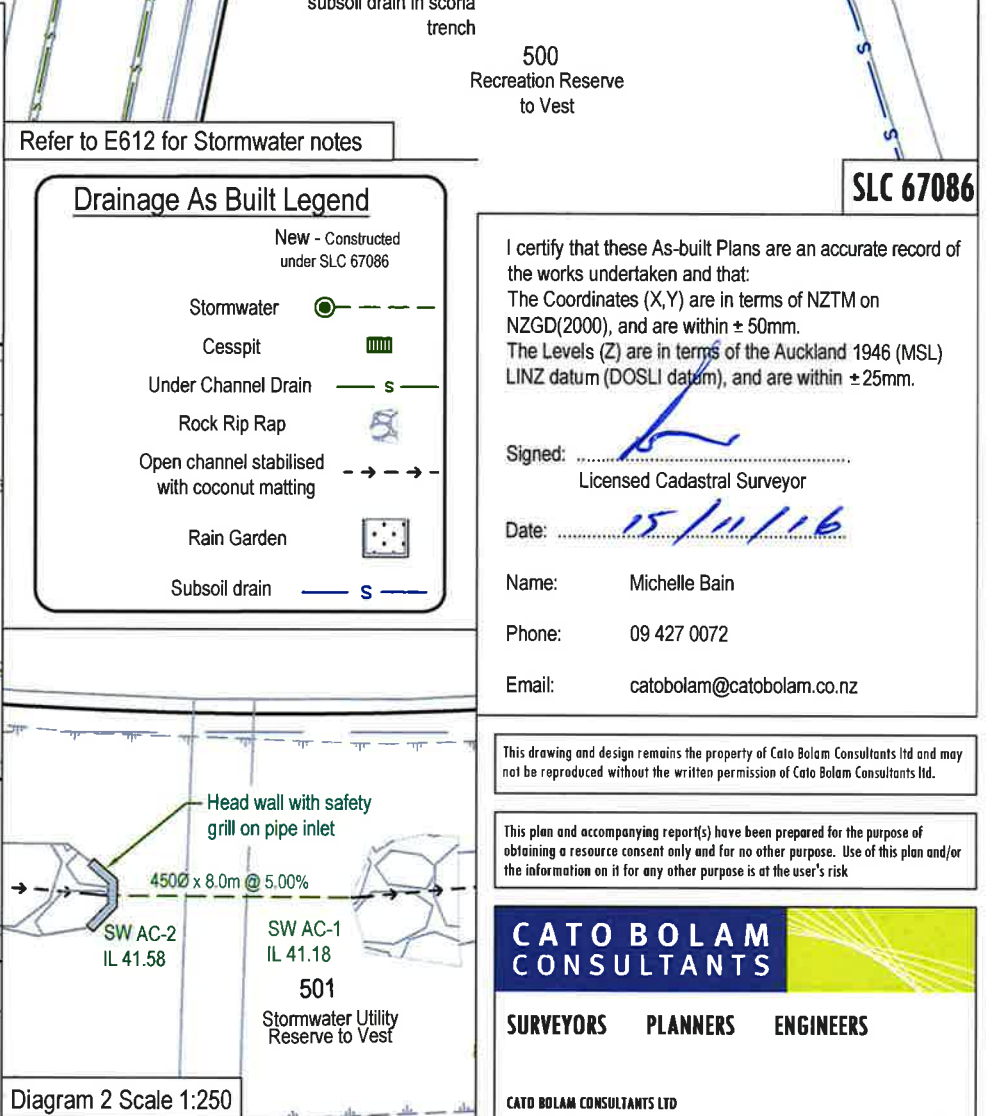 subsoil drain in scoria
trench
500
Recreation Reserve
to Vest
S
S
S
S
Refer to E612 for Stormwater notes
SLC 67086
Drainage As Built Legend
New - Constructed
under SLC 67086
Stormwater
Cesspit
Under Channel Drain
S
Rock Rip Rap
Open channel stabilised
with coconut matting
Rain Garden
Subsoil drain
S
I certify that these As-built Plans are an accurate record of
the works undertaken and that:
The Coordinates (X,Y) are in terms of NZTM on
NZGD(2000), and are within ± 50mm.
The Levels (Z) are in terms of the Auckland 1946 (MSL)
LINZ datum (DOSLI datum), and are within ±25mm.
Signed:
Licensed Cadastral Surveyor
Date: 15/11/16
Name: Michelle Bain
Phone: 09 427 0072
Email: catobolam@catobolam.co.nz
Head wall with safety
grill on pipe inlet
450Ø x 8.0m @ 5.00%
SW AC-2
IL 41.58
SW AC-1
IL 41.18
501
Stormwater Utility
Reserve to Vest
Diagram 2 Scale 1:250
This drawing and design remains the property of Cato Bolam Consultants ltd and may
not be reproduced without the written permission of Cato Bolam Consultants ltd.
This plan and accompanying report(s) have been prepared for the purpose of
obtaining a resource consent only and for no other purpose. Use of this plan and/or
the information on it for any other purpose is at the user's risk
CATO BOLAM
CONSULTANTS
SURVEYORS PLANNERS ENGINEERS
CATO BOLAM CONSULTANTS LTD